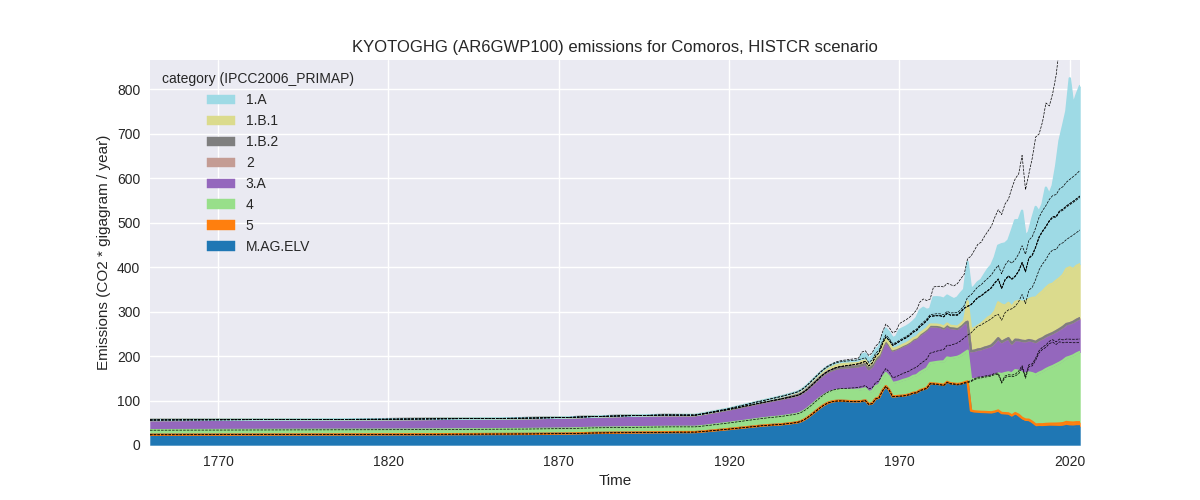 KYOTOGHG (AR6GWP100) emissions for Comoros, HISTCR scenario
category (IPCC2006_PRIMAP)
1.A
1.B.1
1.B.2
2
3.A
4
5
M.AG.ELV
Emissions (CO2 * gigagram / year)
800
700
600
500
400
300
200
100
0
1770
1820
1870
1920
1970
2020
Time